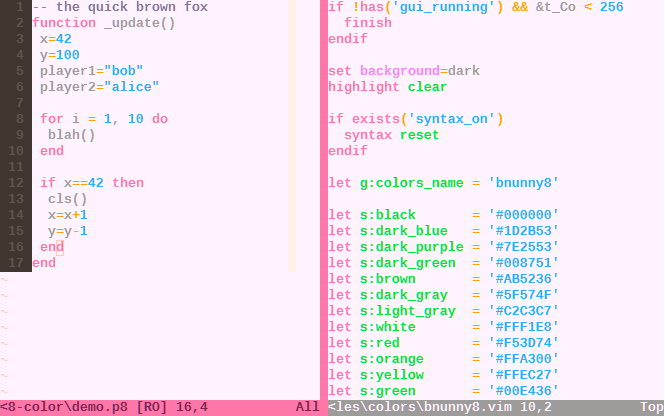 1 -- the quick brown fox
2 function _update()
3 x=42
4 y=100
5 player1="bob"
6 player2="alice"
7
8 for i = 1, 10 do
9 blah()
10 end
11
12 if x==42 then
13 cls()
14 x=x+1
15 y=y-1
16 end
17 end
~
~
~
~
~
~
~
~
<8-color\demo.p8 [RO] 16,4 All
if !has('gui_running') && &t_Co < 256
finish
endif
set background=dark
highlight clear
if exists('syntax_on')
syntax reset
endif
let g:colors_name = 'bnunny8'
let s:black = '#000000'
let s:dark_blue = '#1D2B53'
let s:dark_purple = '#7E2553'
let s:dark_green = '#008751'
let s:brown = '#AB5236'
let s:dark_gray = '#5F574F'
let s:light_gray = '#C2C3C7'
let s:white = '#FFF1E8'
let s:red = '#F53D74'
let s:orange = '#FFA300'
let s:yellow = '#FFEC27'
let s:green = '#00E436'
<les\colors\bnunny8.vim 10,2 Top